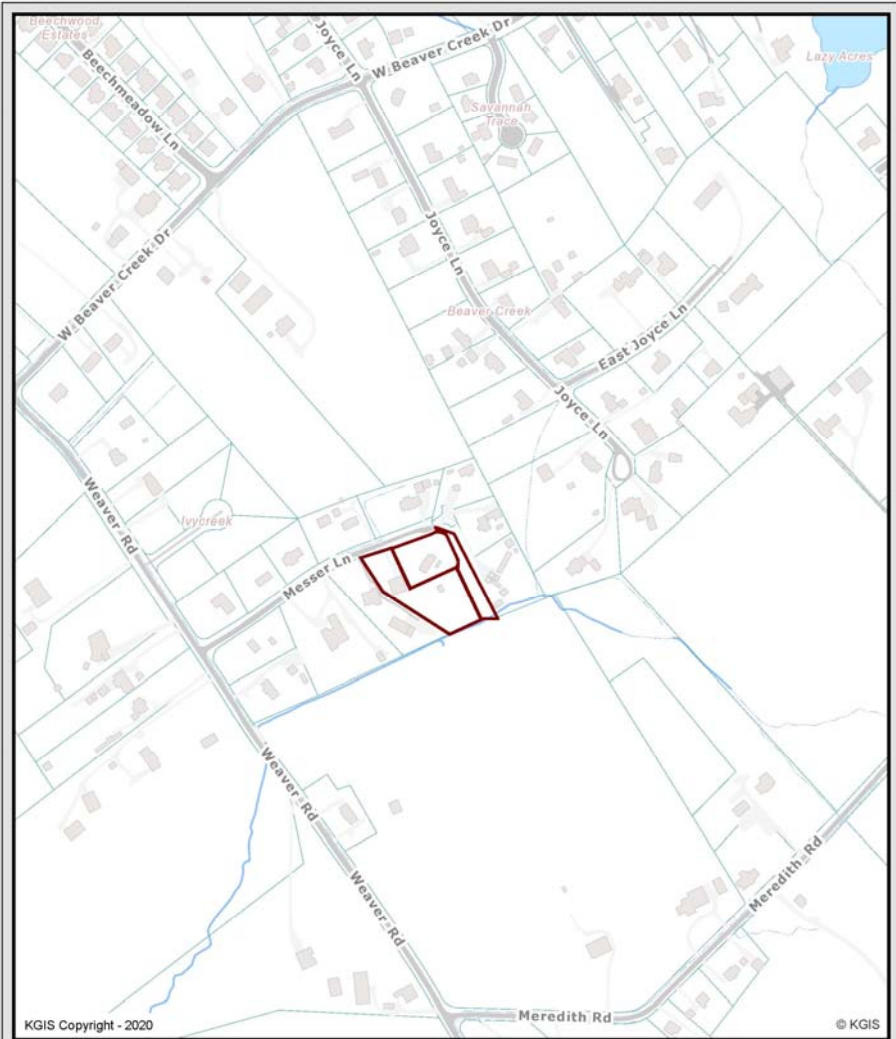 Beechwood
Estates
Beechmeadow Ln
Joyce Ln
W Beaver Creek Dr
Lazy Acres
Savannah
Trace
Joyce Ln
W Beaver Creek Dr
Beaver Creek
East Joyce Ln
Joyce Ln
Weaver Rd
Ivycreek
Messer Ln
Weaver Rd
Weaver Rd
Meredith Rd
Meredith Rd
KGIS Copyright - 2020
© KGIS